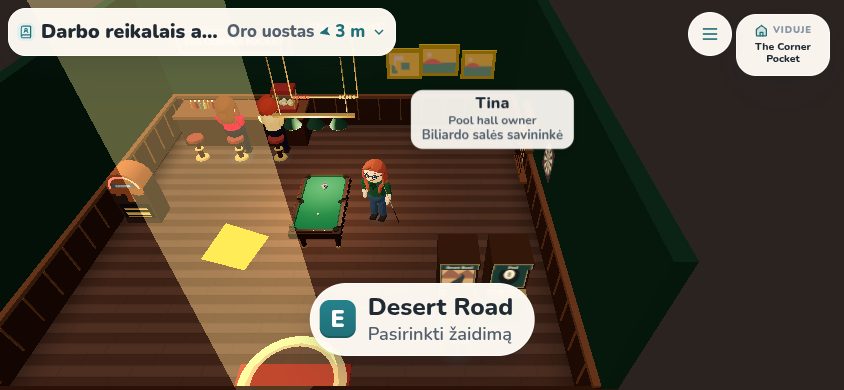 Darbo reikalais a... Oro uostas 3 m
VIDUJE
The Corner
Pocket
Tina
Pool hall owner
Biliardo salės savininkė
E
Desert Road
Pasirinkti žaidimą